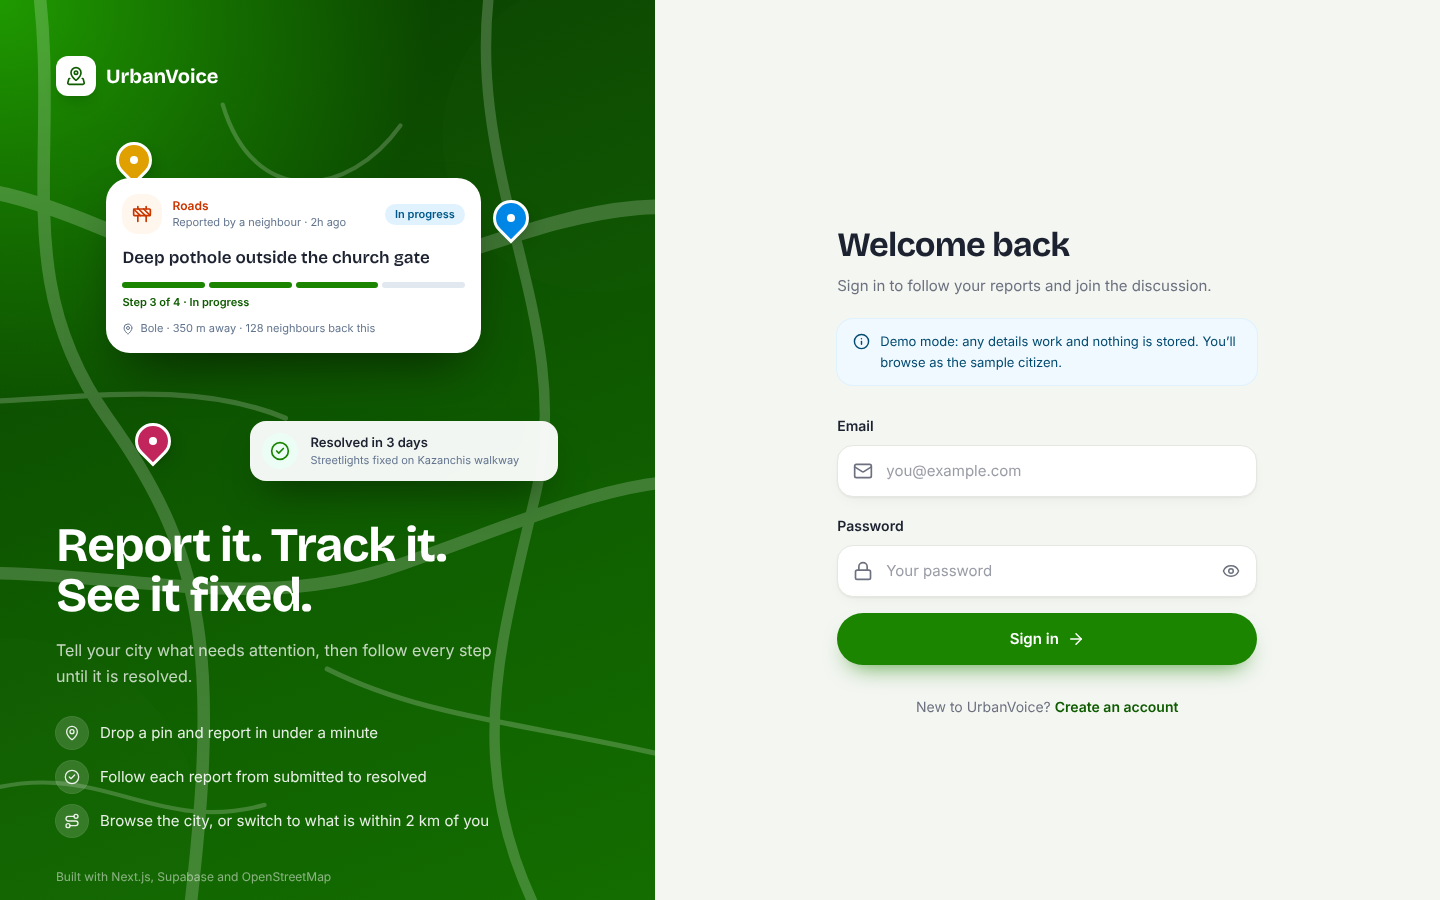 UrbanVoice
Roads
Reported by a neighbour · 2h ago
In progress
Deep pothole outside the church gate
Step 3 of 4 · In progress
Bole · 350 m away · 128 neighbours back this
Resolved in 3 days
Streetlights fixed on Kazanchis walkway
Report it. Track it.
See it fixed.
Tell your city what needs attention, then follow every step
until it is resolved.
Drop a pin and report in under a minute
Follow each report from submitted to resolved
Browse the city, or switch to what is within 2 km of you
Built with Next.js, Supabase and OpenStreetMap
Welcome back
Sign in to follow your reports and join the discussion.
Demo mode: any details work and nothing is stored. You’ll
browse as the sample citizen.
Email
you@example.com
Password
Your password
Sign in
New to UrbanVoice? Create an account